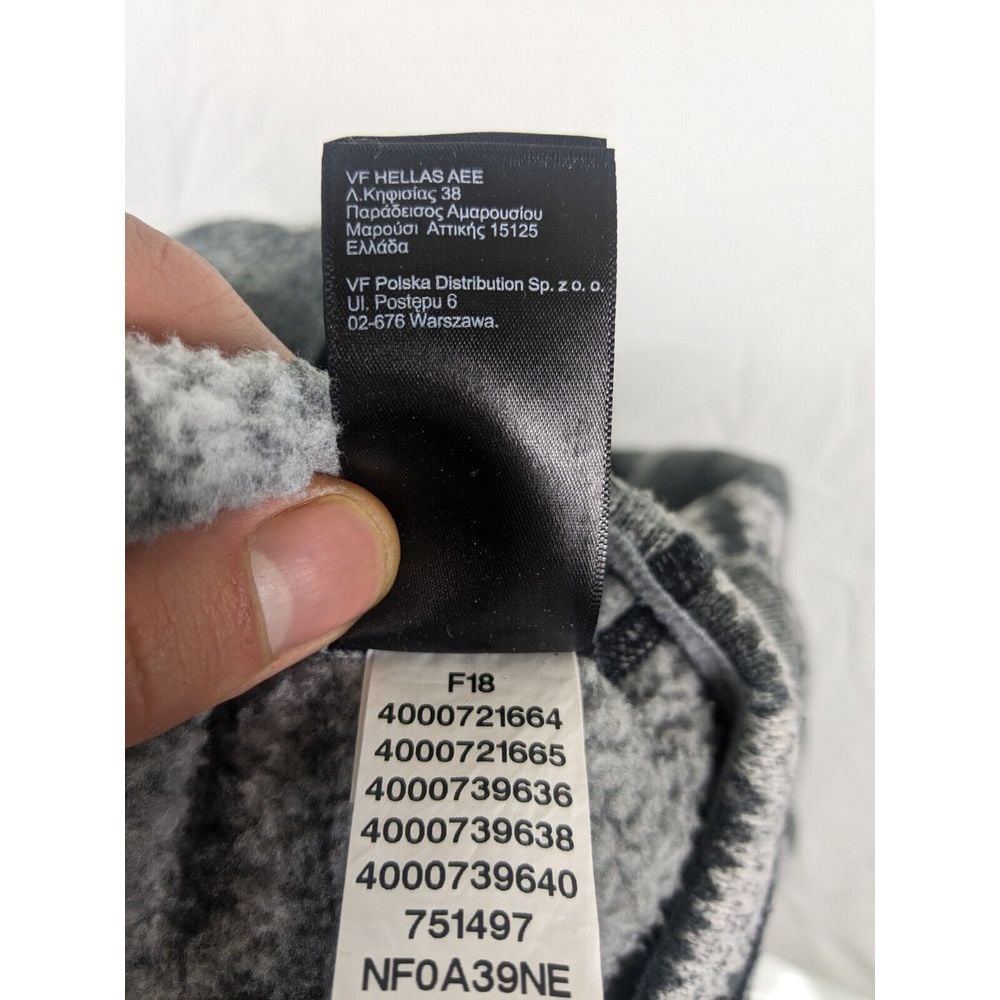 VF HELLAS AEE
Λ.Κηφισίας 38
Παράδεισος Αμαρουσίου
Μαρούσι Αττικής 15125
Ελλάδα
VF Polska Distribution Sp. z o. o.
Ul. Postępu 6
02-676 Warszawa.
F18
4000721664
4000721665
4000739636
4000739638
4000739640
751497
NF0A39NE